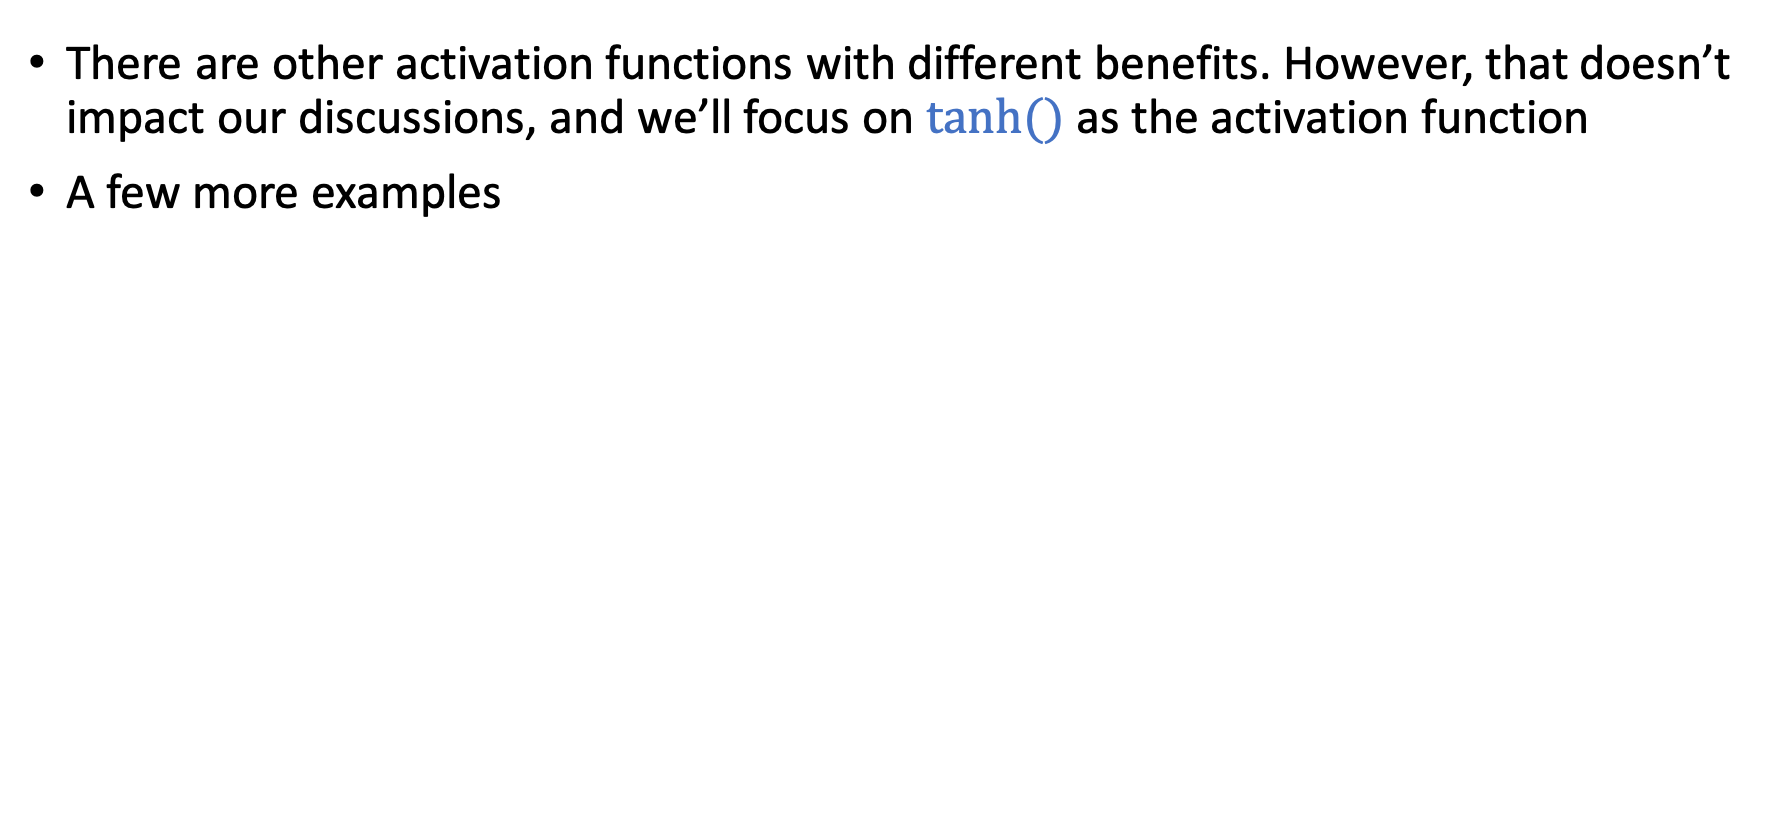 • There are other activation functions with different benefits. However, that doesn’t
impact our discussions, and we’ll focus on tanh() as the activation function
• A few more examples